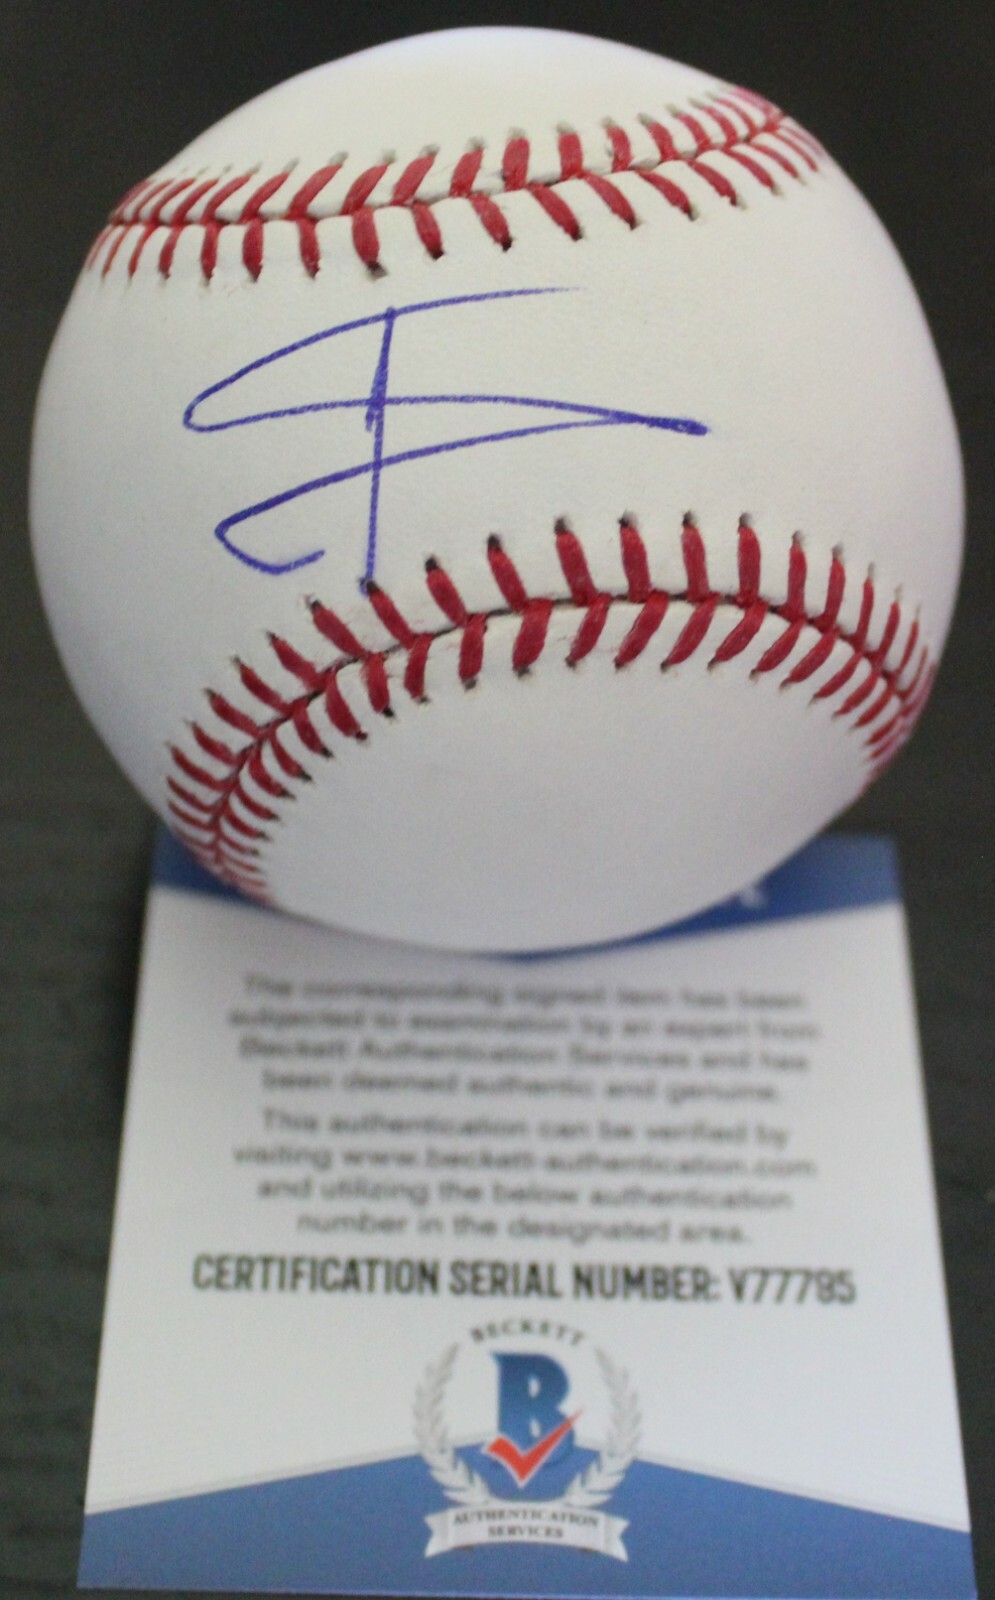 The corresponding signed item has been
subjected to examination by an expert from
Beckett Authentication Services and has
been deemed authentic and genuine.
This authentication can be verified by
visiting www.beckett-authentication.com
and utilizing the below authentication
number in the designated area.
CERTIFICATION SERIAL NUMBER: V77785
BECKETT
B
AUTHENTICATION
SERVICES